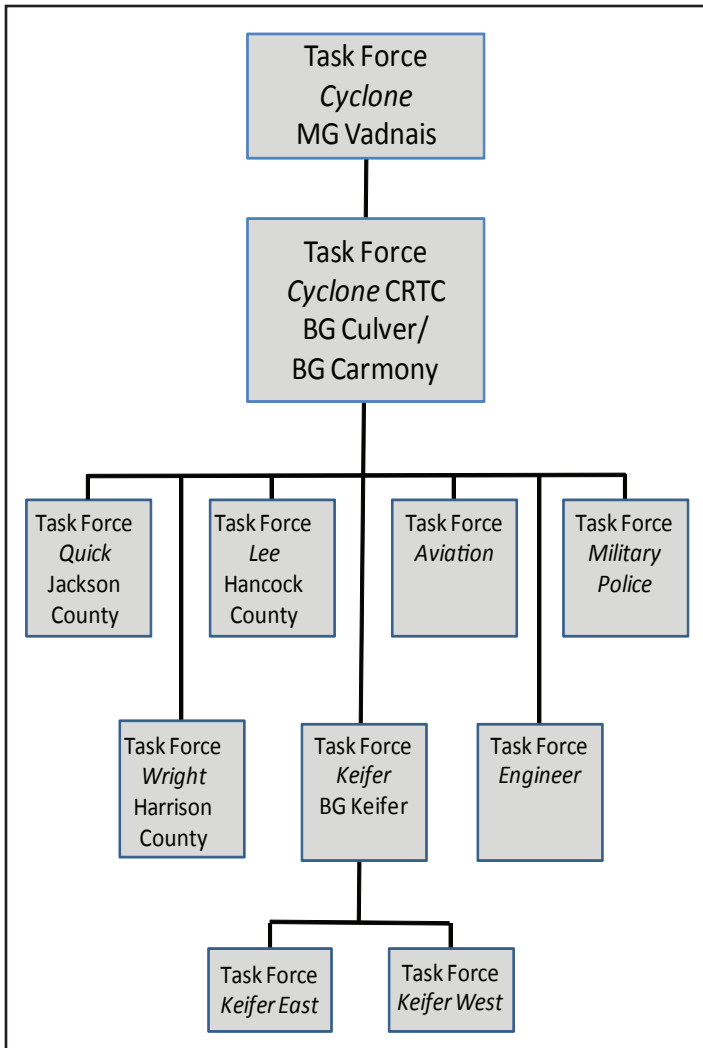 Task Force
Cyclone
MG Vadnais
Task Force
Cyclone CRTC
BG Culver/
BG Carmony
Task Force
Quick
Jackson
County
Task Force
Lee
Hancock
County
Task Force
Aviation
Task Force
Military
Police
Task Force
Wright
Harrison
County
Task Force
Keifer
BG Keifer
Task Force
Engineer
Task Force
Keifer East
Task Force
Keifer West